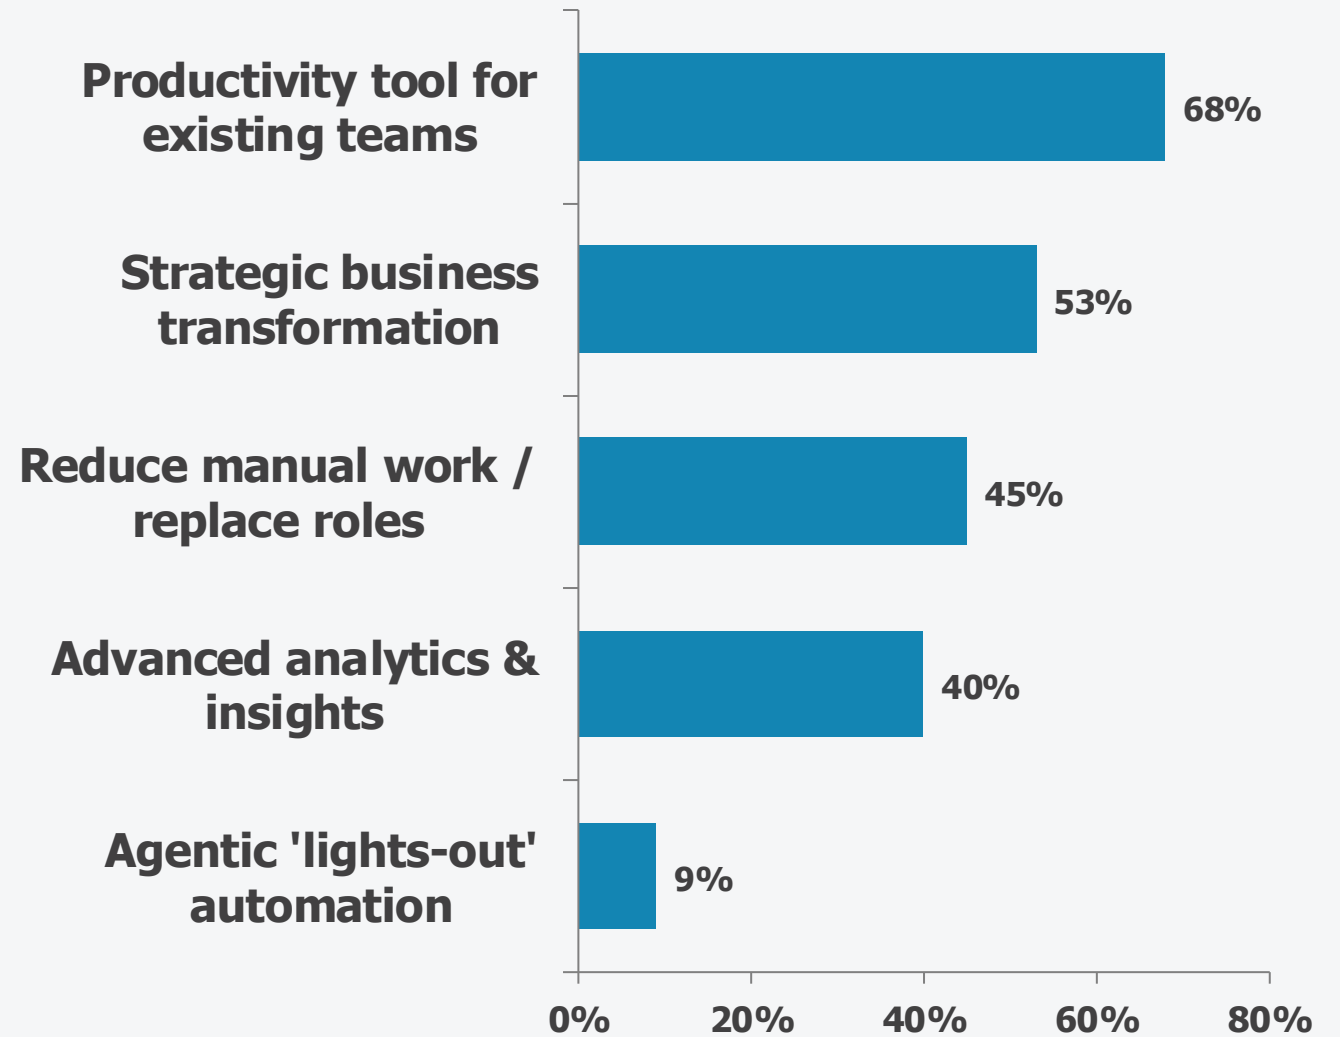 Productivity tool for
existing teams
68%
Strategic business
transformation
53%
Reduce manual work /
replace roles
45%
Advanced analytics &
insights
40%
Agentic 'lights-out'
automation
9%
0% 20% 40% 60% 80%